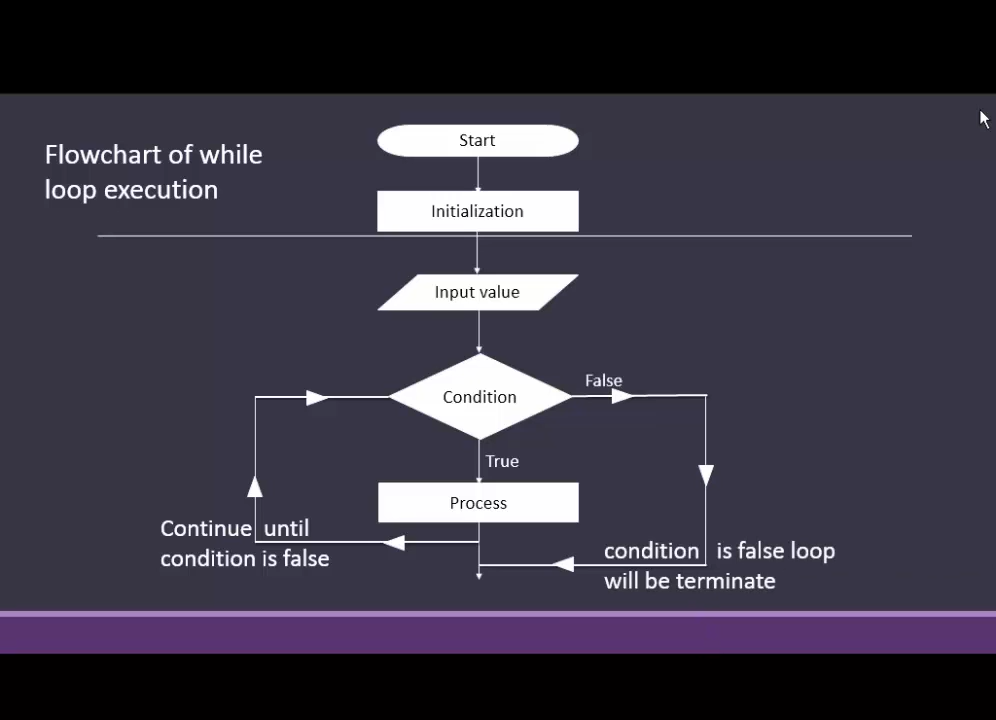 Flowchart of while
loop execution
Start
Initialization
Input value
Condition
False
True
Process
Continue until
condition is false
condition is false loop
will be terminate